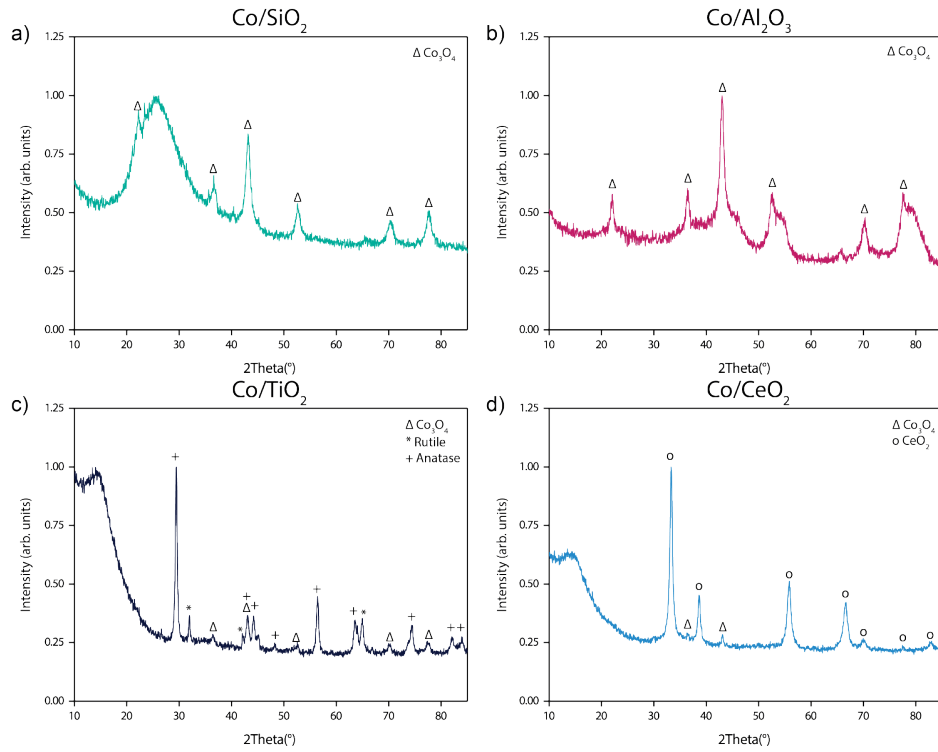 a)
Co/SiO₂
1.25
1.00
0.75
0.50
0.25
0.00
Intensity (arb. units)
Δ Co₃O₄
Δ
Δ
Δ
Δ
Δ
Δ
10 20 30 40 50 60 70 80
2Theta(°)
b)
Co/Al₂O₃
1.25
1.00
0.75
0.50
0.25
0.00
Intensity (arb. units)
Δ Co₃O₄
Δ
Δ
Δ
Δ
Δ
Δ
10 20 30 40 50 60 70 80
2Theta(°)
c)
Co/TiO₂
1.25
1.00
0.75
0.50
0.25
0.00
Intensity (arb. units)
Δ Co₃O₄
* Rutile
+ Anatase
+
*
Δ
*
+
Δ
+
+
Δ
+
+
*
Δ
+
Δ
+ +
10 20 30 40 50 60 70 80
2Theta(°)
d)
Co/CeO₂
1.25
1.00
0.75
0.50
0.25
0.00
Intensity (arb. units)
Δ Co₃O₄
o CeO₂
o
Δ
o
Δ
o
o
o
o
o
10 20 30 40 50 60 70 80
2Theta(°)